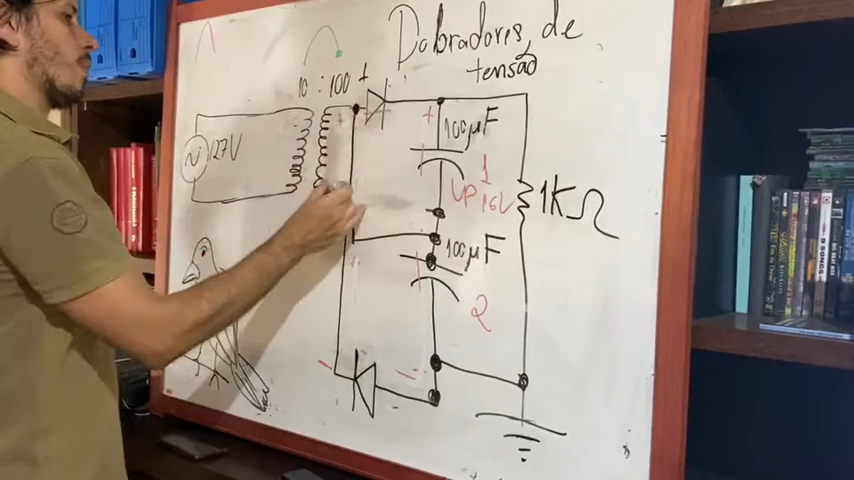 Dobradores de
tensão
10 : 100
+
127V
+
+
100µF
1
VP 16V
1KΩ
100µF
+
2
-
-